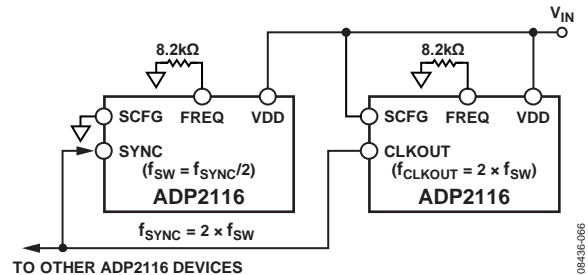 V_IN
8.2kΩ
8.2kΩ
SCFG FREQ VDD
SCFG FREQ VDD
SYNC
CLKOUT
(f_SW = f_SYNC/2)
(f_CLKOUT = 2 × f_SW)
ADP2116
ADP2116
f_SYNC = 2 × f_SW
TO OTHER ADP2116 DEVICES
08436-066